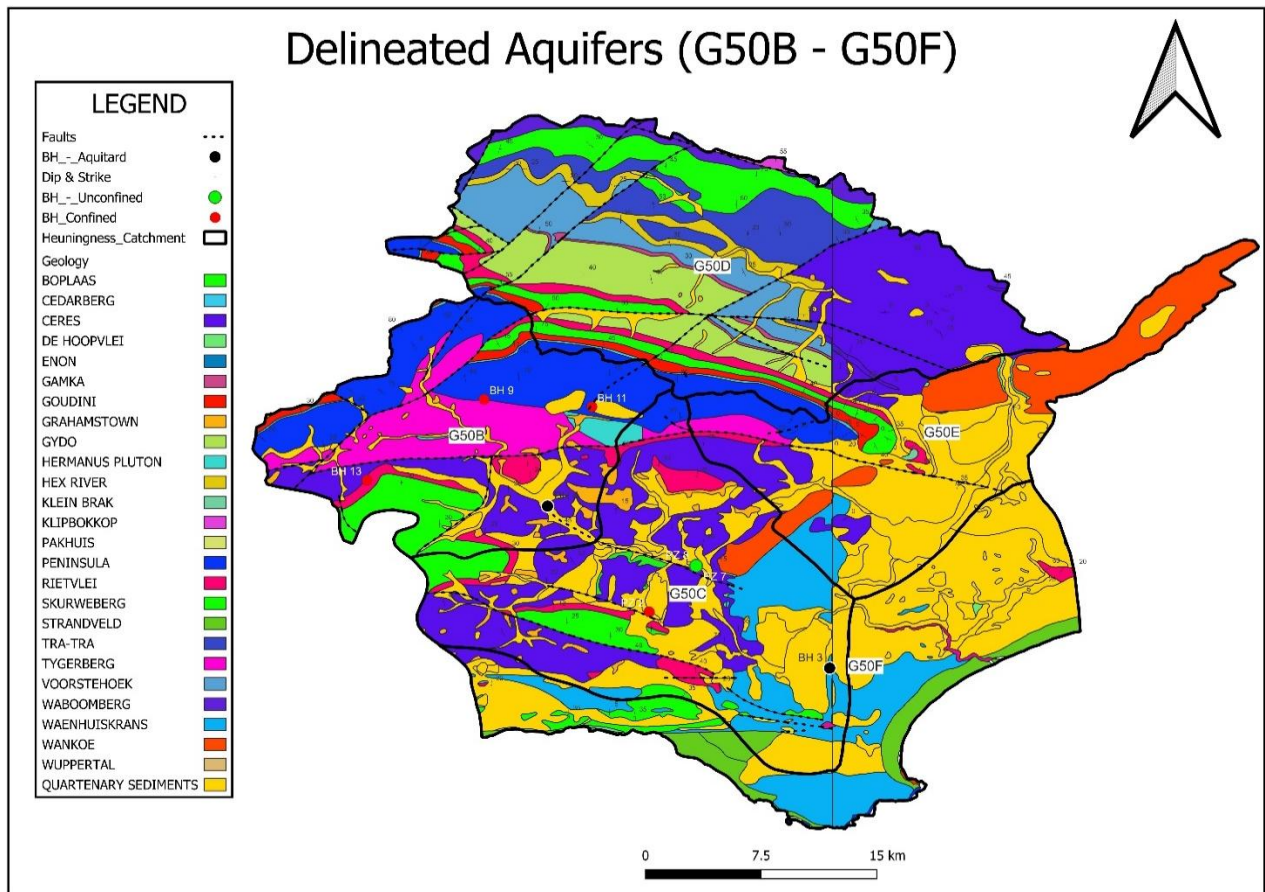 Delineated Aquifers (G50B - G50F)
LEGEND
Faults
BH_-_Aquitard
Dip & Strike
BH_-_Unconfined
BH_Confined
Heuningness_Catchment
Geology
BOPLAAS
CEDARBERG
CERES
DE HOOPVLEI
ENON
GAMKA
GOUDINI
GRAHAMSTOWN
GYDO
HERMANUS PLUTON
HEX RIVER
KLEIN BRAK
KLIPBOKKOP
PAKHUIS
PENINSULA
RIETVLEI
SKURWEBERG
STRANDVELD
TRA-TRA
TYGERBERG
VOORSTEHOEK
WABOOMBERG
WAENHUISKRANS
WANKOE
WUPPERTAL
QUARTENARY SEDIMENTS
G50D
BH 9
BH 11
G50B
G50E
BH 13
G50C
BH 3
G50F
0 7.5 15 km